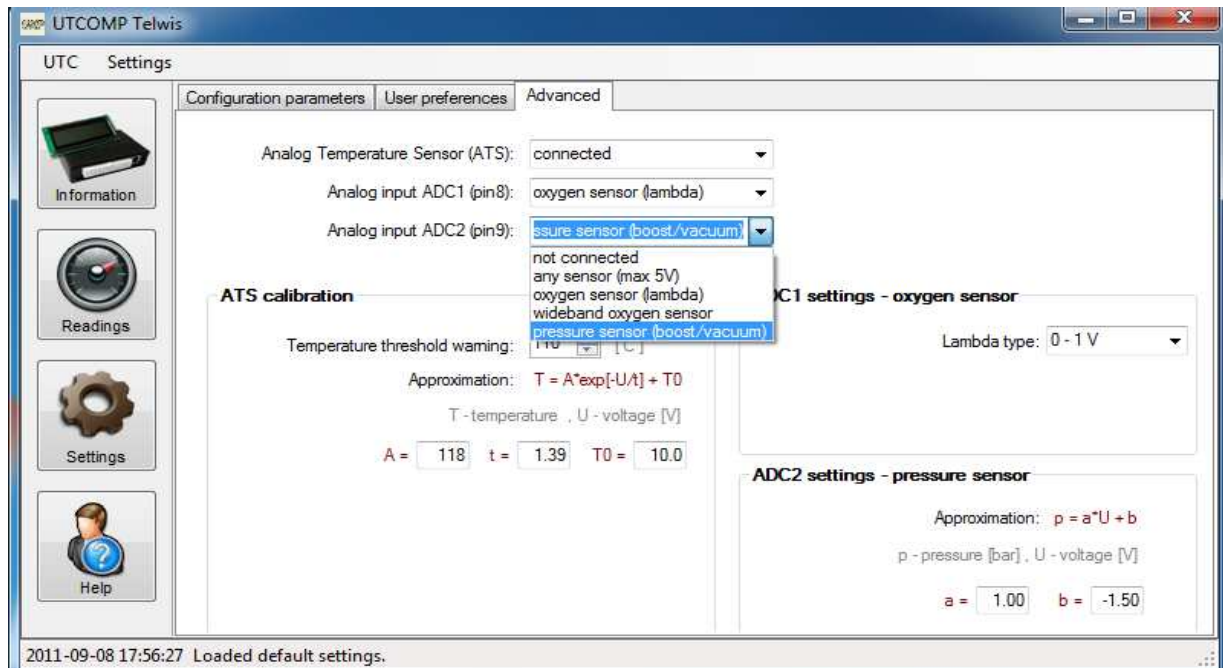 UTCOMP Telwis
UTC Settings
Configuration parameters User preferences Advanced
Information
Readings
Settings
Help
Analog Temperature Sensor (ATS): connected
Analog input ADC1 (pin8): oxygen sensor (lambda)
Analog input ADC2 (pin9): ssure sensor (boost/vacuum)
not connected
any sensor (max 5V)
oxygen sensor (lambda)
wideband oxygen sensor
pressure sensor (boost/vacuum)
ATS calibration
Temperature threshold warning: 110 [°C]
Approximation: T = A*exp[-U/t] + T0
T - temperature , U - voltage [V]
A = 118 t = 1.39 T0 = 10.0
DC1 settings - oxygen sensor
Lambda type: 0 - 1 V
ADC2 settings - pressure sensor
Approximation: p = a*U + b
p - pressure [bar] , U - voltage [V]
a = 1.00 b = -1.50
2011-09-08 17:56:27 Loaded default settings.